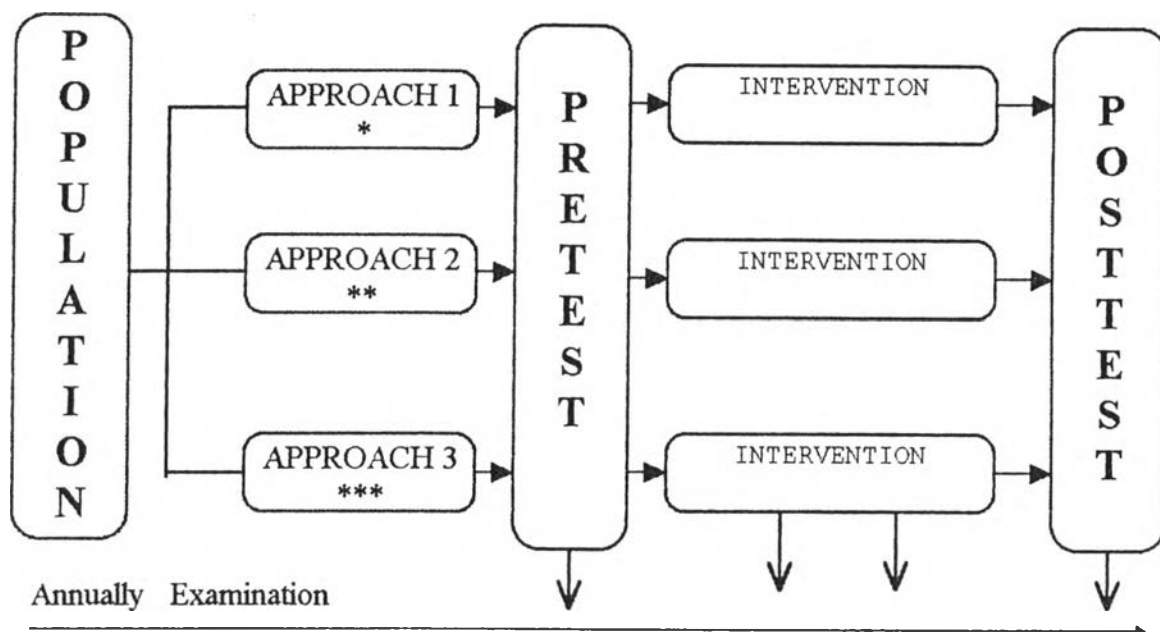 POPULATION
APPROACH 1
*
APPROACH 2
**
APPROACH 3
***
PRETEST
INTERVENTION
INTERVENTION
INTERVENTION
POSTTEST
Annually Examination